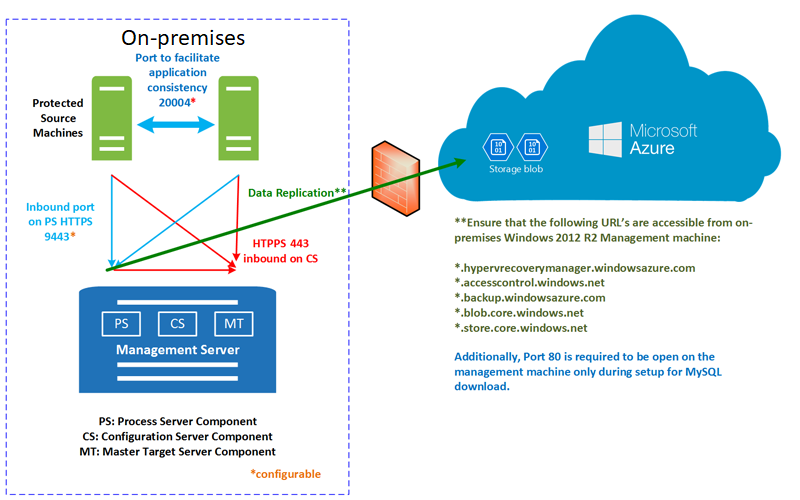 On-premises
Port to facilitate
application
consistency
20004*
Protected
Source
Machines
Inbound port
on PS HTTPS
9443*
Data Replication**
HTPPS 443
inbound on CS
PS
CS
MT
Management Server
PS: Process Server Component
CS: Configuration Server Component
MT: Master Target Server Component
*configurable
10
01
10
01
Storage blob
Microsoft
Azure
**Ensure that the following URL's are accessible from on-
premises Windows 2012 R2 Management machine:
*.hypervrecoverymanager.windowsazure.com
*.accesscontrol.windows.net
*.backup.windowsazure.com
*.blob.core.windows.net
*.store.core.windows.net
Additionally, Port 80 is required to be open on the
management machine only during setup for MySQL
download.